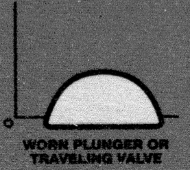 O
WORN PLUNGER OR
TRAVELING VALVE